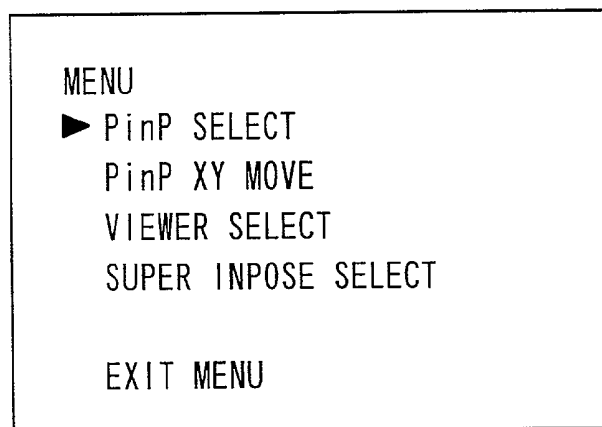 MENU
▶ PinP SELECT
PinP XY MOVE
VIEWER SELECT
SUPER INPOSE SELECT
EXIT MENU